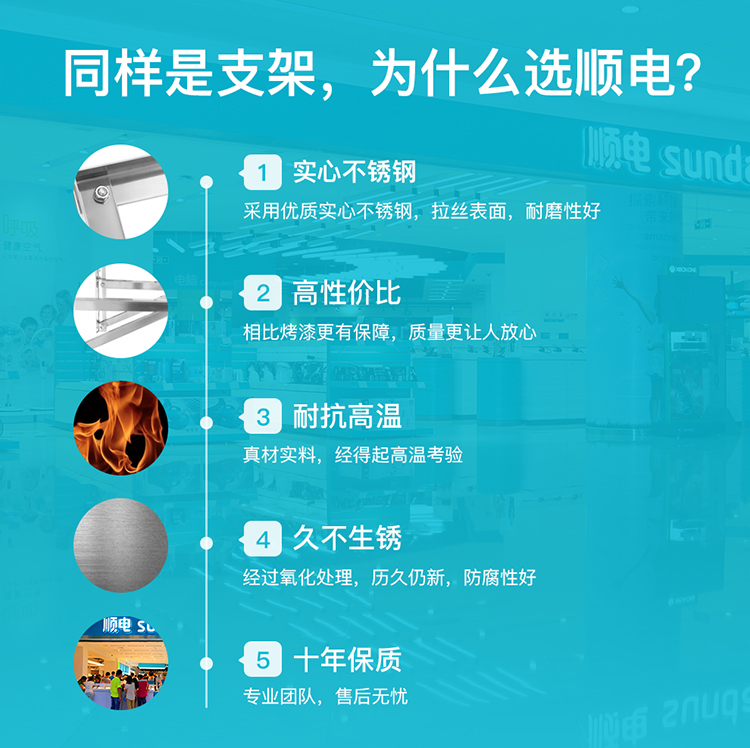 同样是支架，为什么选顺电？
顺电 sundan
1 实心不锈钢
采用优质实心不锈钢，拉丝表面，耐磨性好
2 高性价比
相比烤漆更有保障，质量更让人放心
3 耐抗高温
真材实料，经得起高温考验
4 久不生锈
经过氧化处理，历久仍新，防腐性好
顺电 su
5 十年保质
专业团队，售后无忧